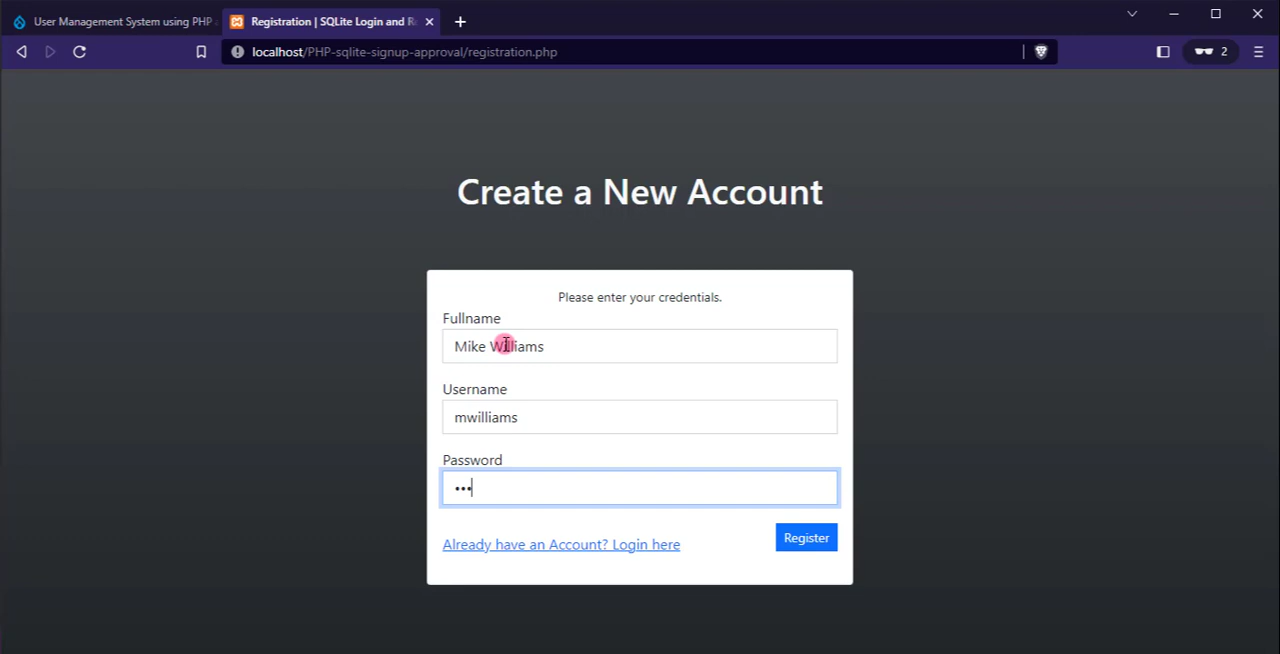 User Management System using PHP
Registration | SQLite Login and Re
localhost/PHP-sqlite-signup-approval/registration.php
2
Create a New Account
Please enter your credentials.
Fullname
Mike Williams
Username
mwilliams
Password
•••
Already have an Account? Login here
Register